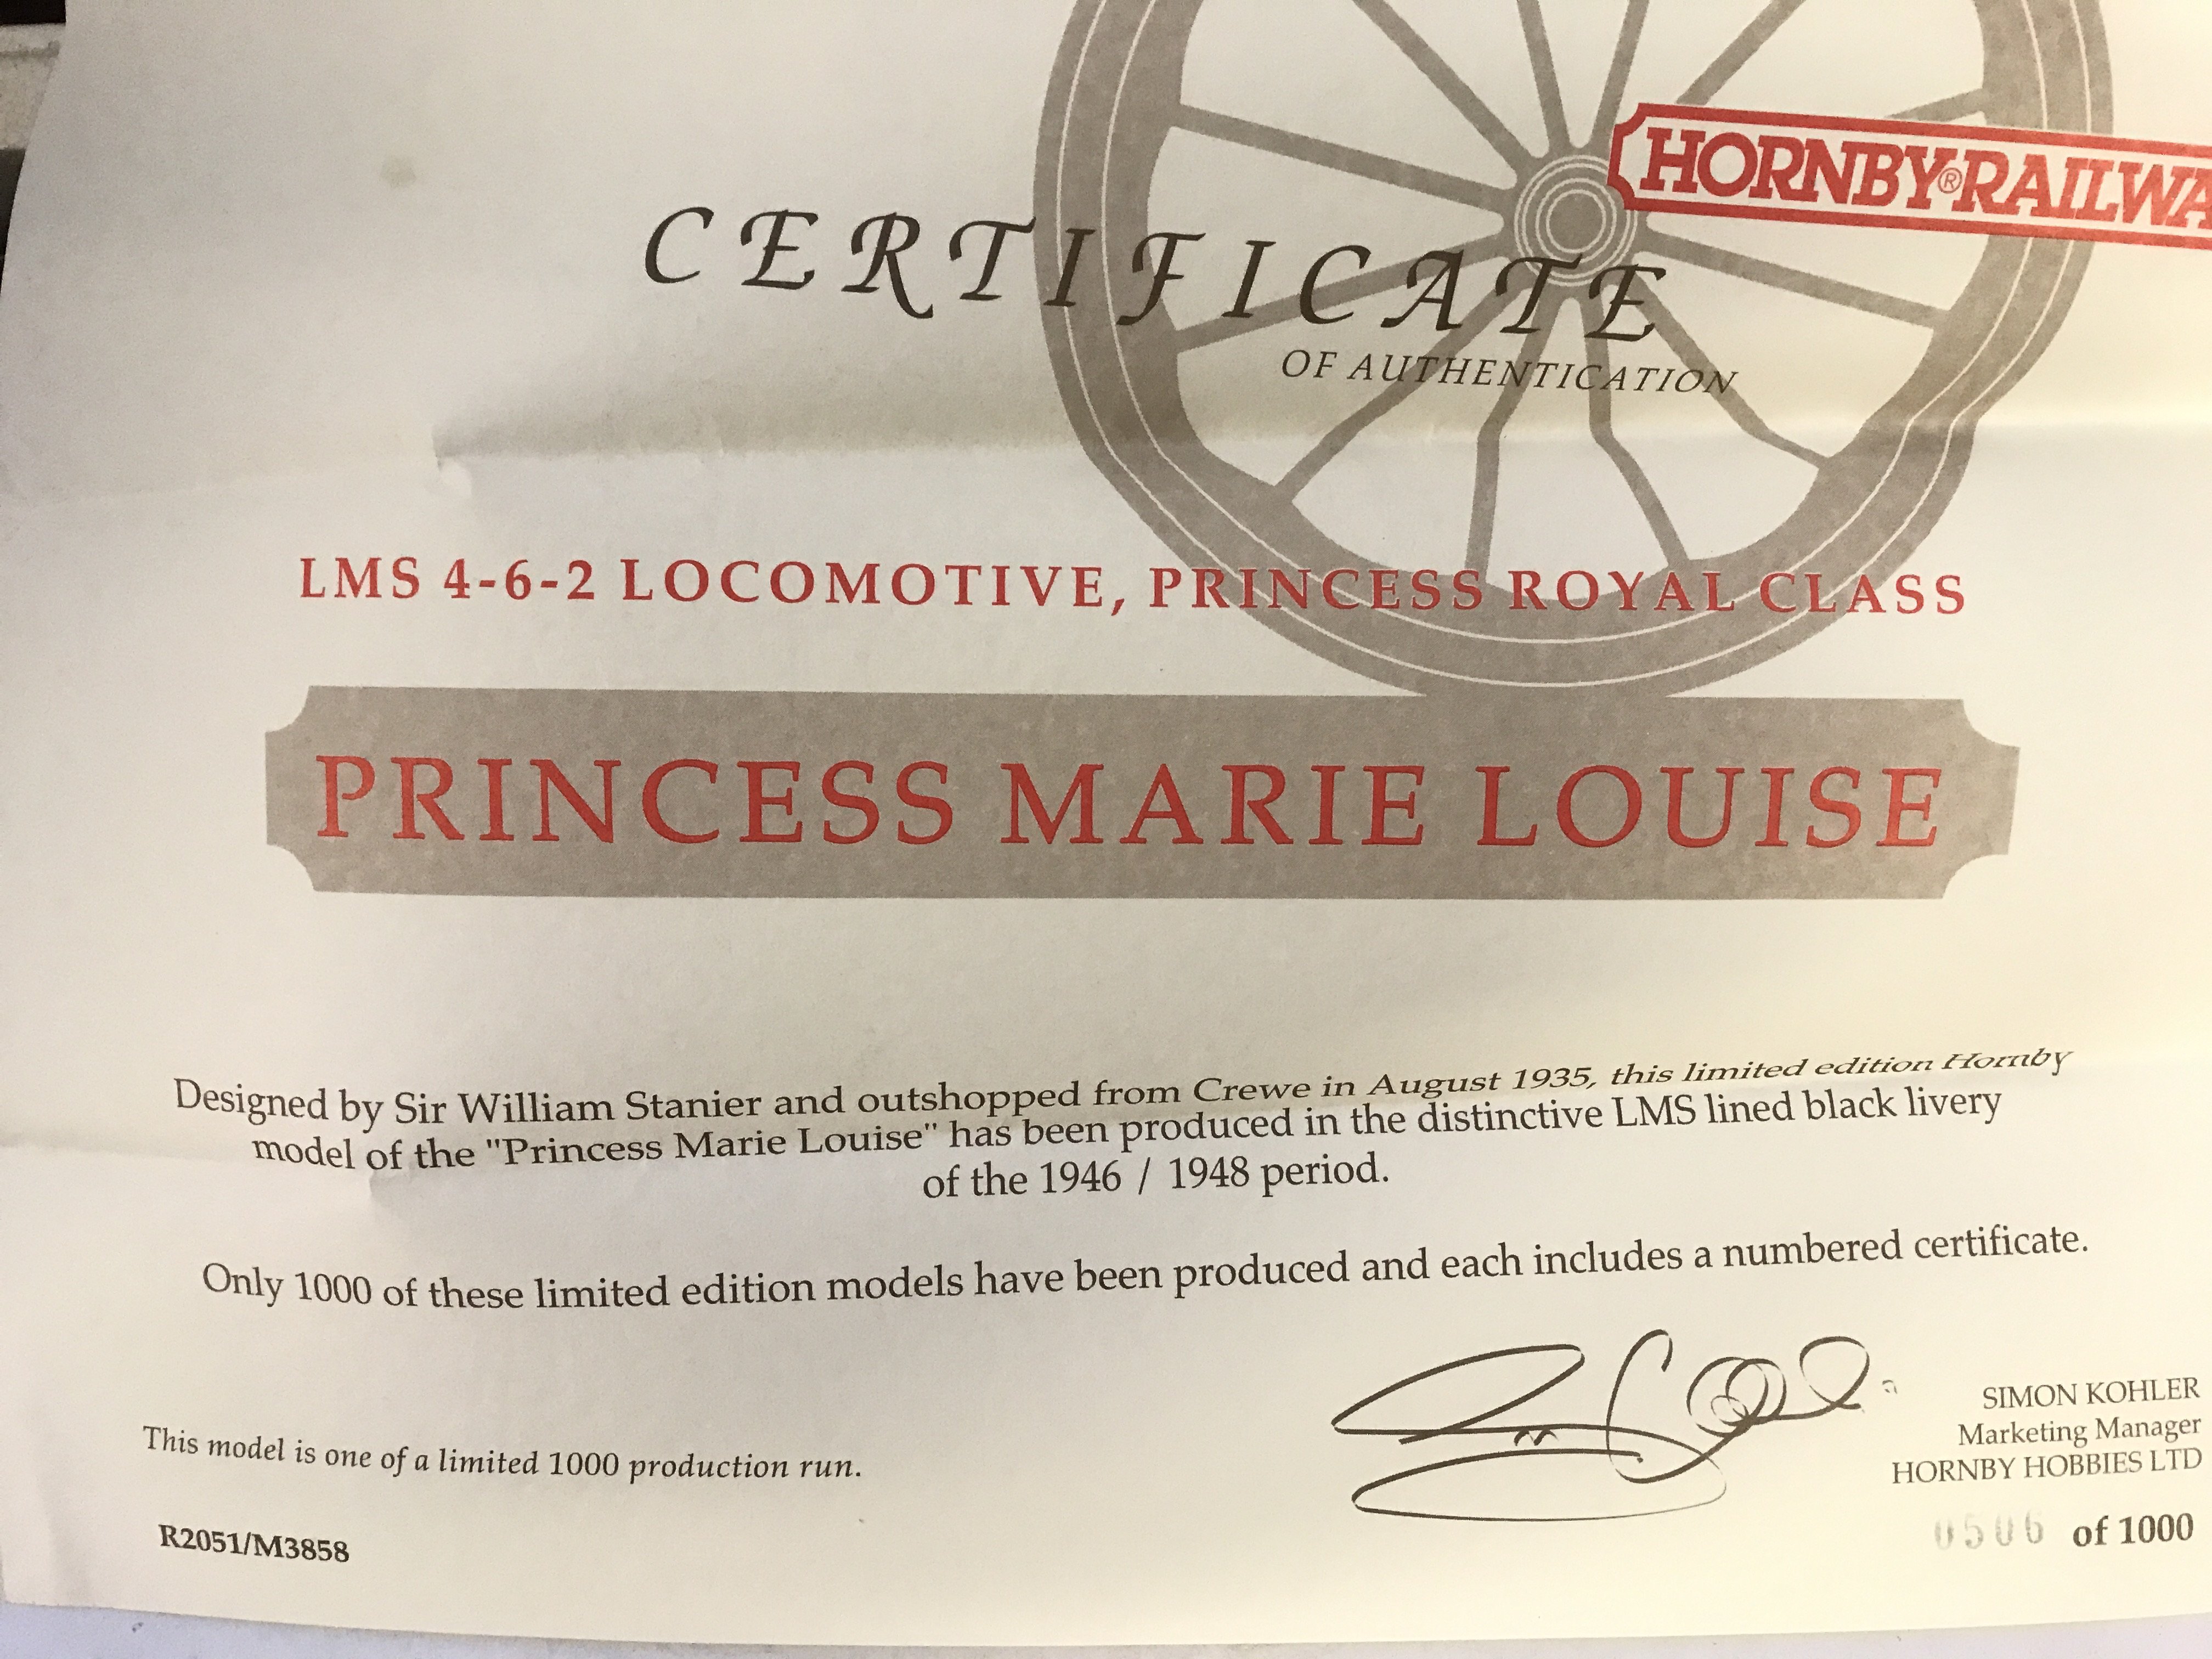 HORNBY®RAILWA
CERTIFICATE
OF AUTHENTICATION
LMS 4-6-2 LOCOMOTIVE, PRINCESS ROYAL CLASS
PRINCESS MARIE LOUISE
Designed by Sir William Stanier and outshopped from Crewe in August 1935, this limited edition Hornby
model of the "Princess Marie Louise" has been produced in the distinctive LMS lined black livery
of the 1946 / 1948 period.
Only 1000 of these limited edition models have been produced and each includes a numbered certificate.
SIMON KOHLER
Marketing Manager
HORNBY HOBBIES LTD
This model is one of a limited 1000 production run.
R2051/M3858
0506 of 1000